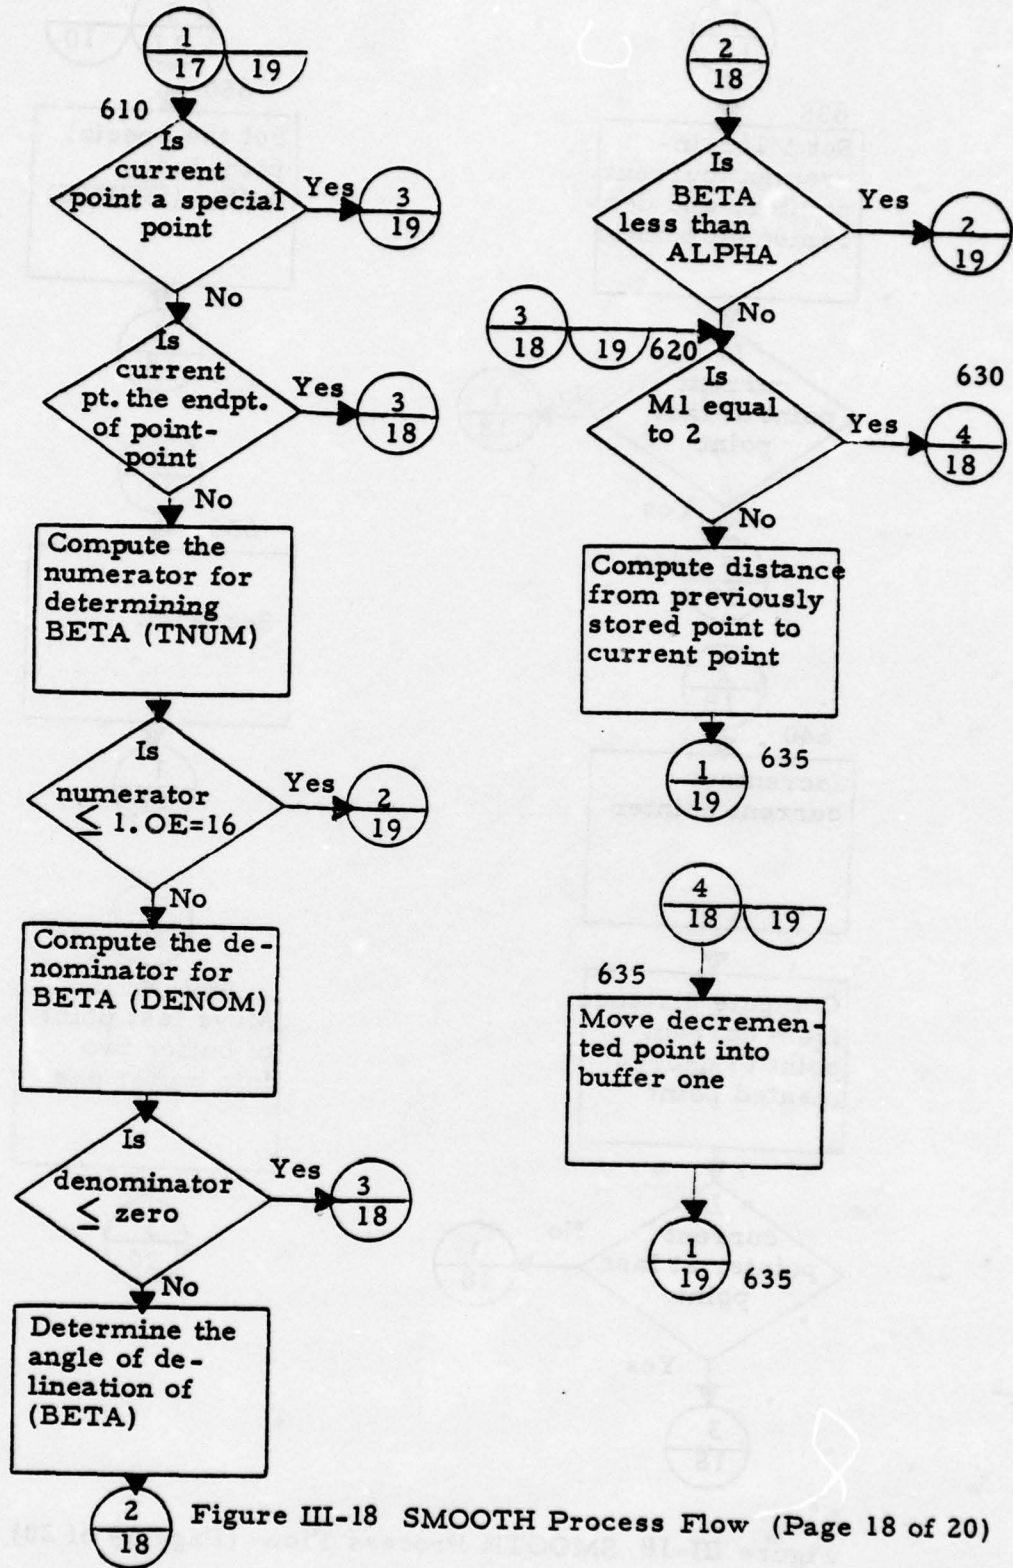 1
17
19
610
Is
current
point a special
point
Yes
3
19
No
Is
current
pt. the endpt.
of point-
point
Yes
3
18
No
Compute the
numerator for
determining
BETA (TNUM)
Is
numerator
≤ 1.OE=16
Yes
2
19
No
Compute the de-
nominator for
BETA (DENOM)
Is
denominator
≤ zero
Yes
3
18
No
Determine the
angle of de-
lineation of
(BETA)
2
18
2
18
Is
BETA
less than
ALPHA
Yes
2
19
No
3
18
19
620
Is
M1 equal
to 2
Yes
630
4
18
No
Compute distance
from previously
stored point to
current point
1
19
635
4
18
19
635
Move decremen-
ted point into
buffer one
1
19
635
Figure III-18 SMOOTH Process Flow (Page 18 of 20)